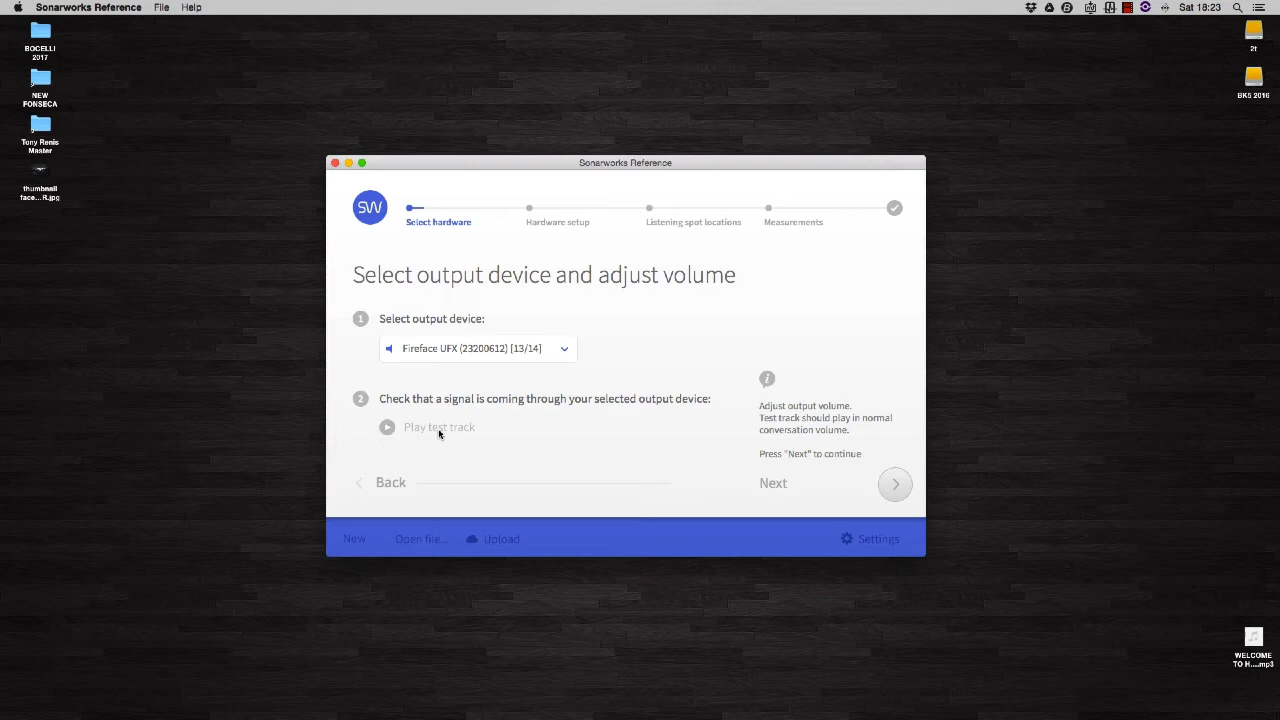 Sonarworks Reference File Help
Sat 18:23
BOCELLI
2017
NEW
FONSECA
Tony Renis
Master
thumbnail
face...R.jpg
2t
BK5 2016
Sonarworks Reference
SW
Select hardware
Hardware setup
Listening spot locations
Measurements
Select output device and adjust volume
1 Select output device:
Fireface UFX (23200612) [13/14]
2 Check that a signal is coming through your selected output device:
Play test track
i
Adjust output volume.
Test track should play in normal
conversation volume.
Press "Next" to continue
Back
Next
New
Open file...
Upload
Settings
WELCOME
TO H....mp3